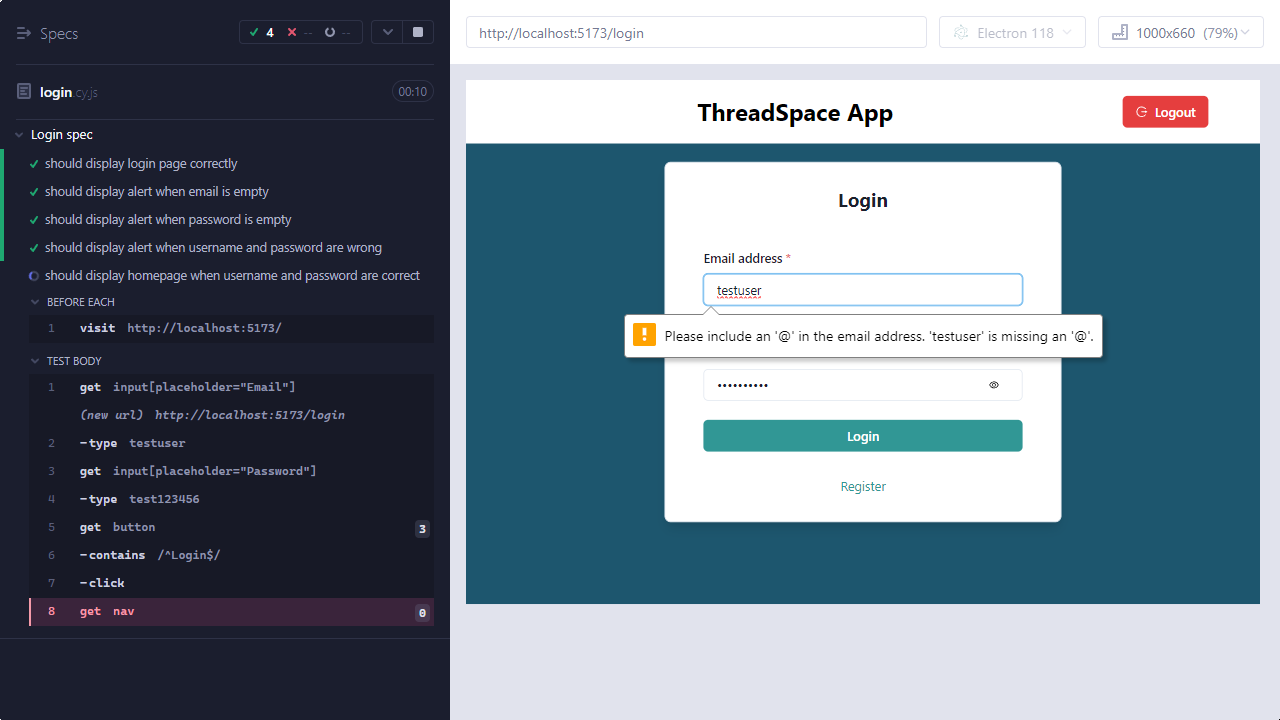 Specs
4
--
--
login.cy.js
00:10
Login spec
should display login page correctly
should display alert when email is empty
should display alert when password is empty
should display alert when username and password are wrong
should display homepage when username and password are correct
BEFORE EACH
1 visit http://localhost:5173/
TEST BODY
1 get input[placeholder="Email"]
(new url) http://localhost:5173/login
2 -type testuser
3 get input[placeholder="Password"]
4 -type test123456
5 get button 3
6 -contains /^Login$/
7 -click
8 get nav 0
http://localhost:5173/login
Electron 118
1000x660 (79%)
ThreadSpace App
Logout
Login
Email address *
testuser
Please include an '@' in the email address. 'testuser' is missing an '@'.
••••••••••
Login
Register